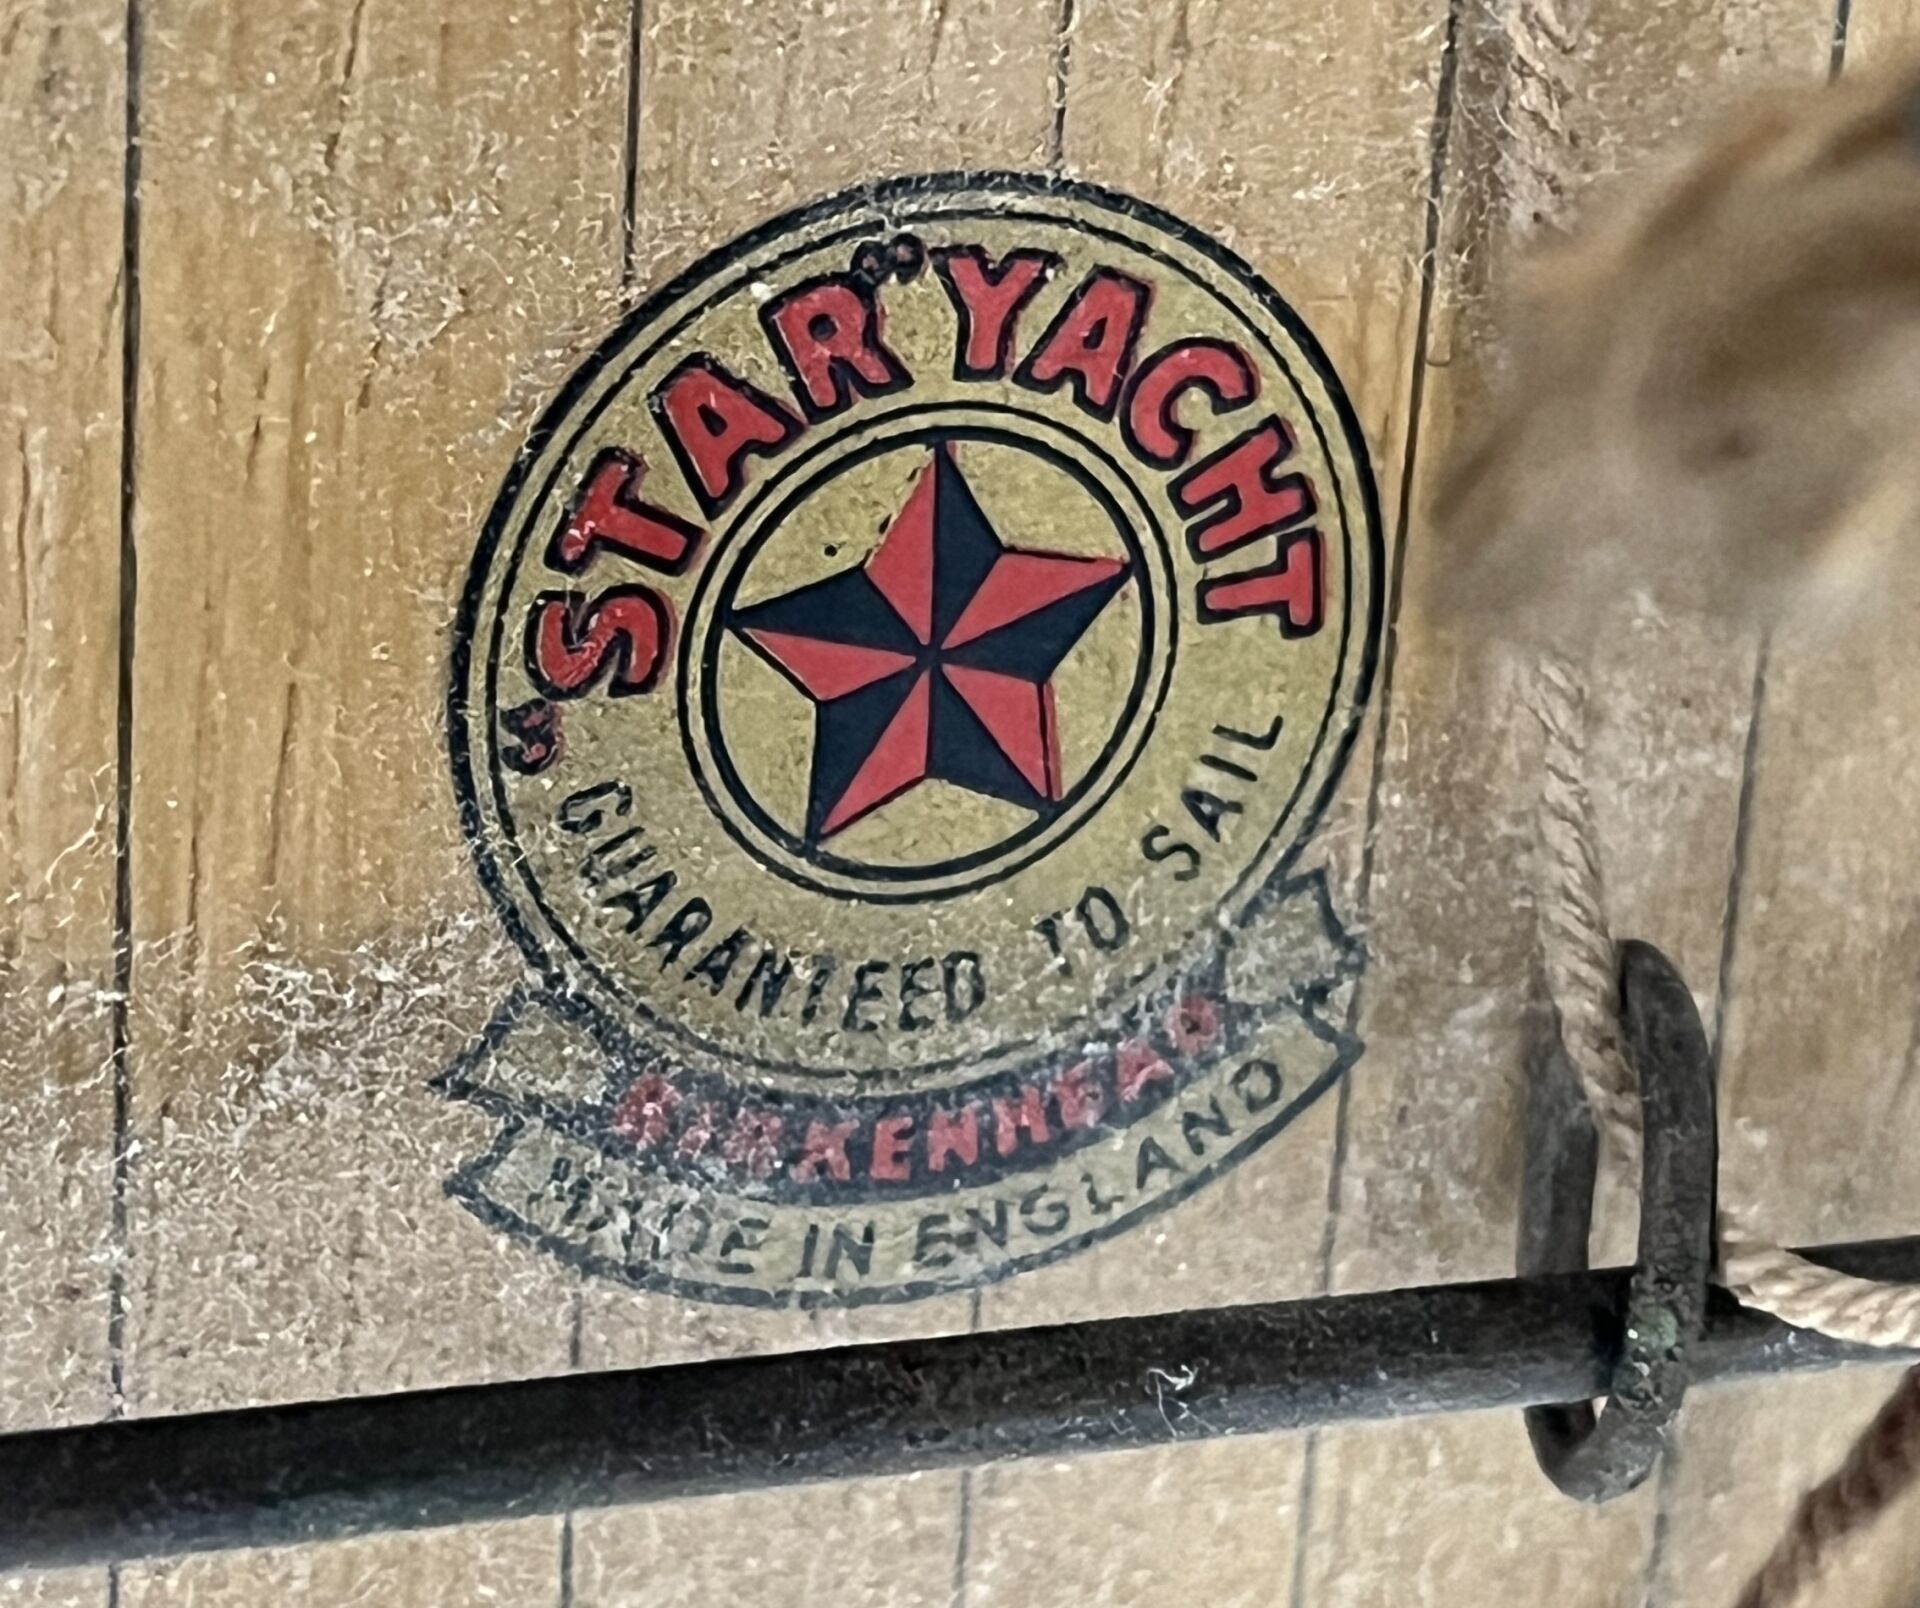 "STAR" YACHT
GUARANTEED TO SAIL
BIRKENHEAD
MADE IN ENGLAND